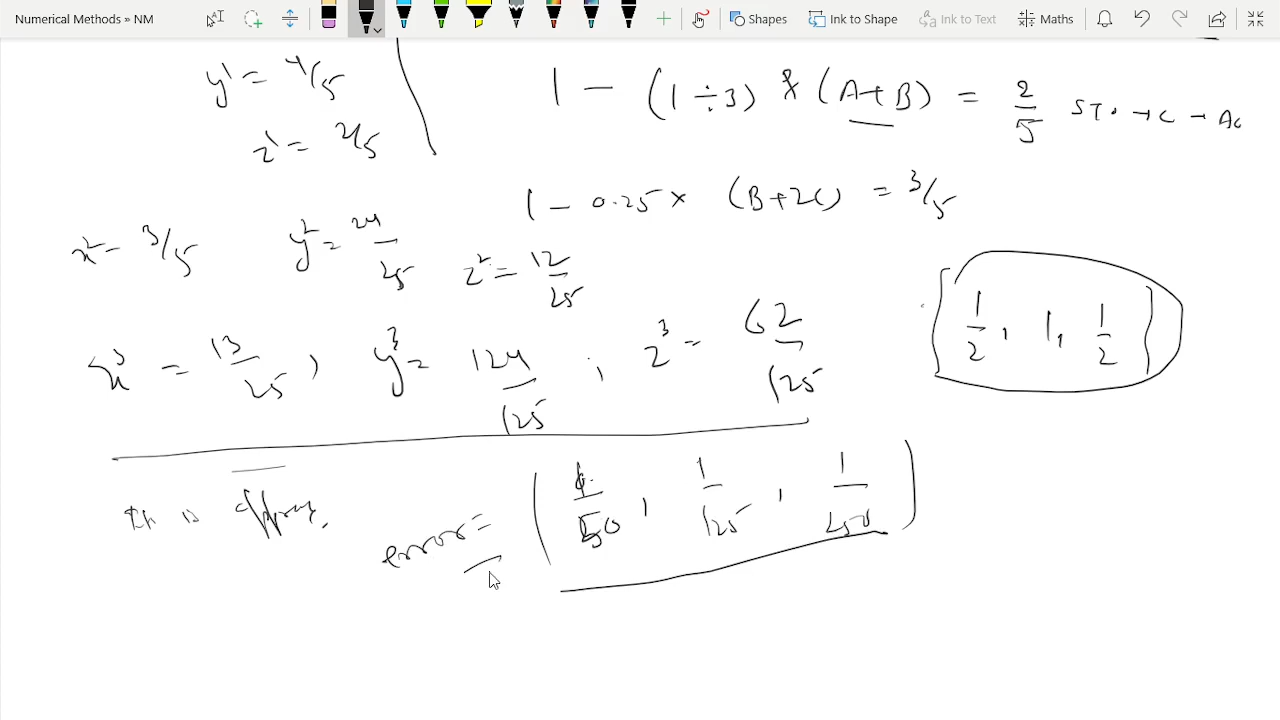 Numerical Methods » NM
Shapes Ink to Shape Ink to Text Maths
y¹ = 4/5
1 - (1 ÷ 3) * (A+B) = 2/5 STO → C → AC
z¹ = 2/5
1 - 0.25 × (B+2C) = 3/5
x² = 3/5 y² = 24/25 z² = 12/25
{1/2, 1, 1/2}
x³ = 13/25, y³ = 124/125; z³ = 62/125
error = (1/50, 1/125, 1/250)